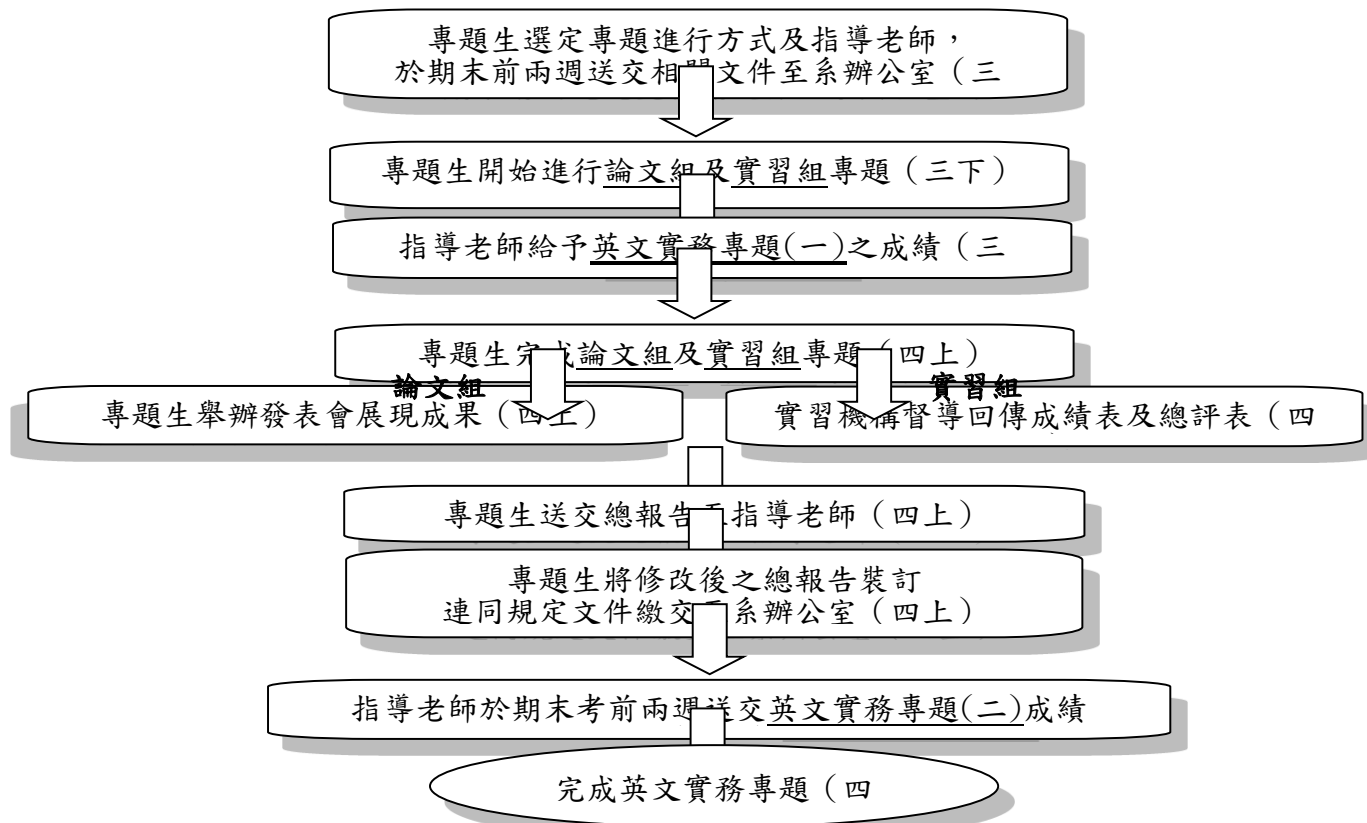 專題生選定專題進行方式及指導老師，
於期末前兩週送交相關文件至系辦公室（三
專題生開始進行論文組及實習組專題（三下）
指導老師給予英文實務專題(一)之成績（三
專題生完成論文組及實習組專題（四上）
論文組
實習組
專題生舉辦發表會展現成果（四上）
實習機構督導回傳成績表及總評表（四
專題生送交總報告至指導老師（四上）
專題生將修改後之總報告裝訂
連同規定文件繳交至系辦公室（四上）
指導老師於期末考前兩週送交英文實務專題(二)成績
完成英文實務專題（四